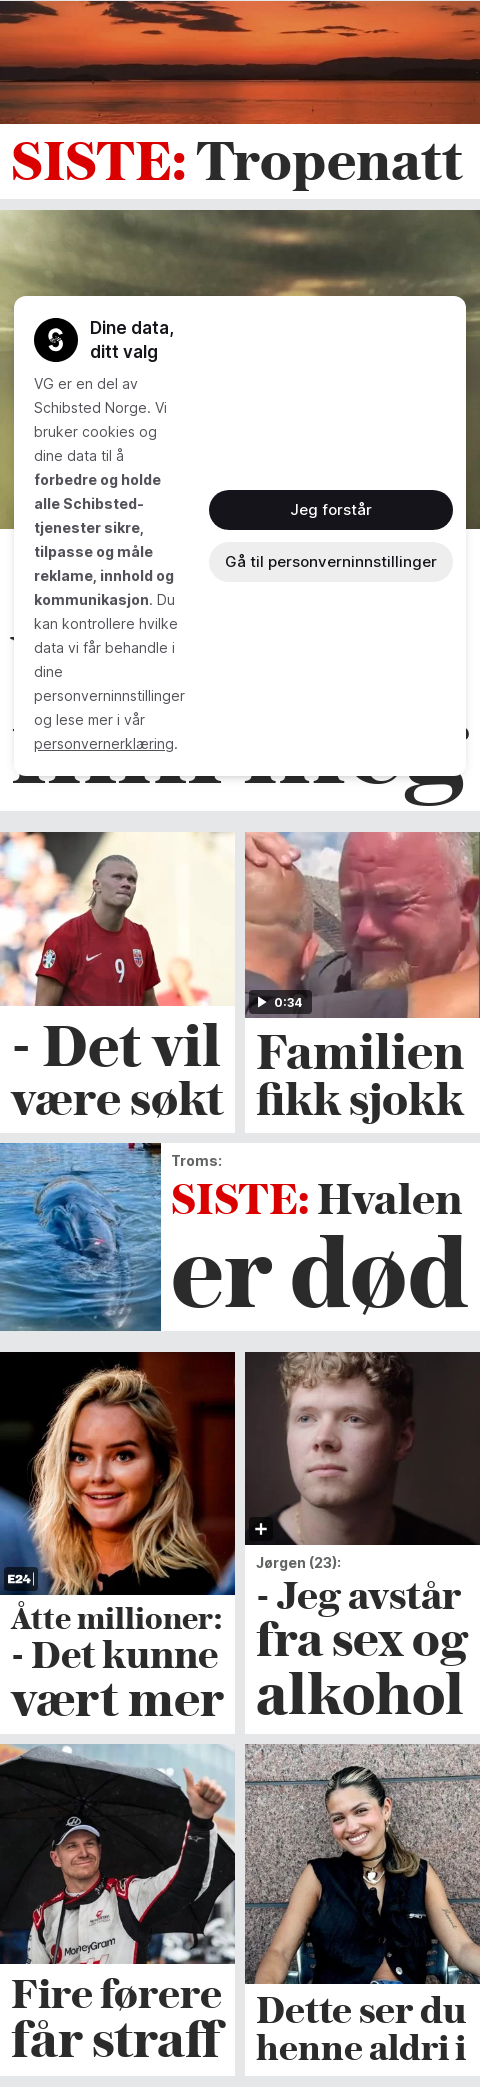 SISTE: Tropenatt
Dine data,
ditt valg
VG er en del av
Schibsted Norge. Vi
bruker cookies og
dine data til å
forbedre og holde
alle Schibsted-
tjenester sikre,
tilpasse og måle
reklame, innhold og
kommunikasjon. Du
kan kontrollere hvilke
data vi får behandle i
dine
personverninnstillinger
og lese mer i vår
personvernerklæring.
Jeg forstår
Gå til personverninnstillinger
9
0:34
- Det vil
være søkt
Familien
fikk sjokk
Troms:
SISTE: Hvalen
er død
E24
Åtte millioner:
- Det kunne
vært mer
Jørgen (23):
- Jeg avstår
fra sex og
alkohol
MoneyGram
Fire førere
får straff
Dette ser du
henne aldri i